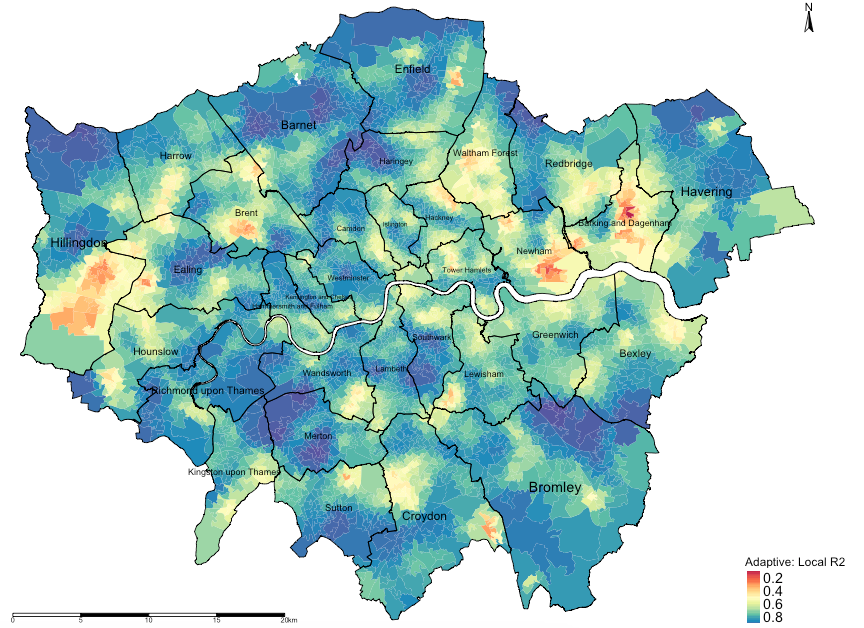 N
Enfield
Barnet
Harrow
Haringey
Waltham Forest
Redbridge
Havering
Brent
Camden
Islington
Hackney
Barking and Dagenham
Hillingdon
Ealing
Newham
Tower Hamlets
Westminster
Kensington and Chelsea
Hammersmith and Fulham
Hounslow
Southwark
Greenwich
Bexley
Richmond upon Thames
Wandsworth
Lambeth
Lewisham
Merton
Kingston upon Thames
Sutton
Croydon
Bromley
Adaptive: Local R2
0.2
0.4
0.6
0.8
0 5 10 15 20km